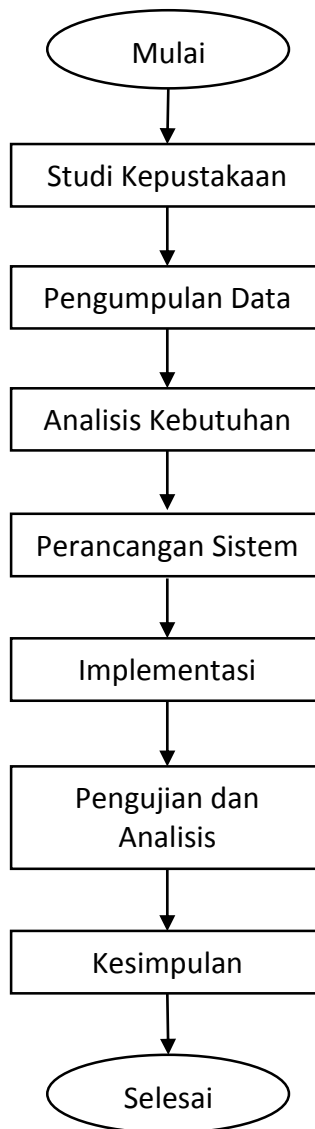 Mulai
Studi Kepustakaan
Pengumpulan Data
Analisis Kebutuhan
Perancangan Sistem
Implementasi
Pengujian dan
Analisis
Kesimpulan
Selesai